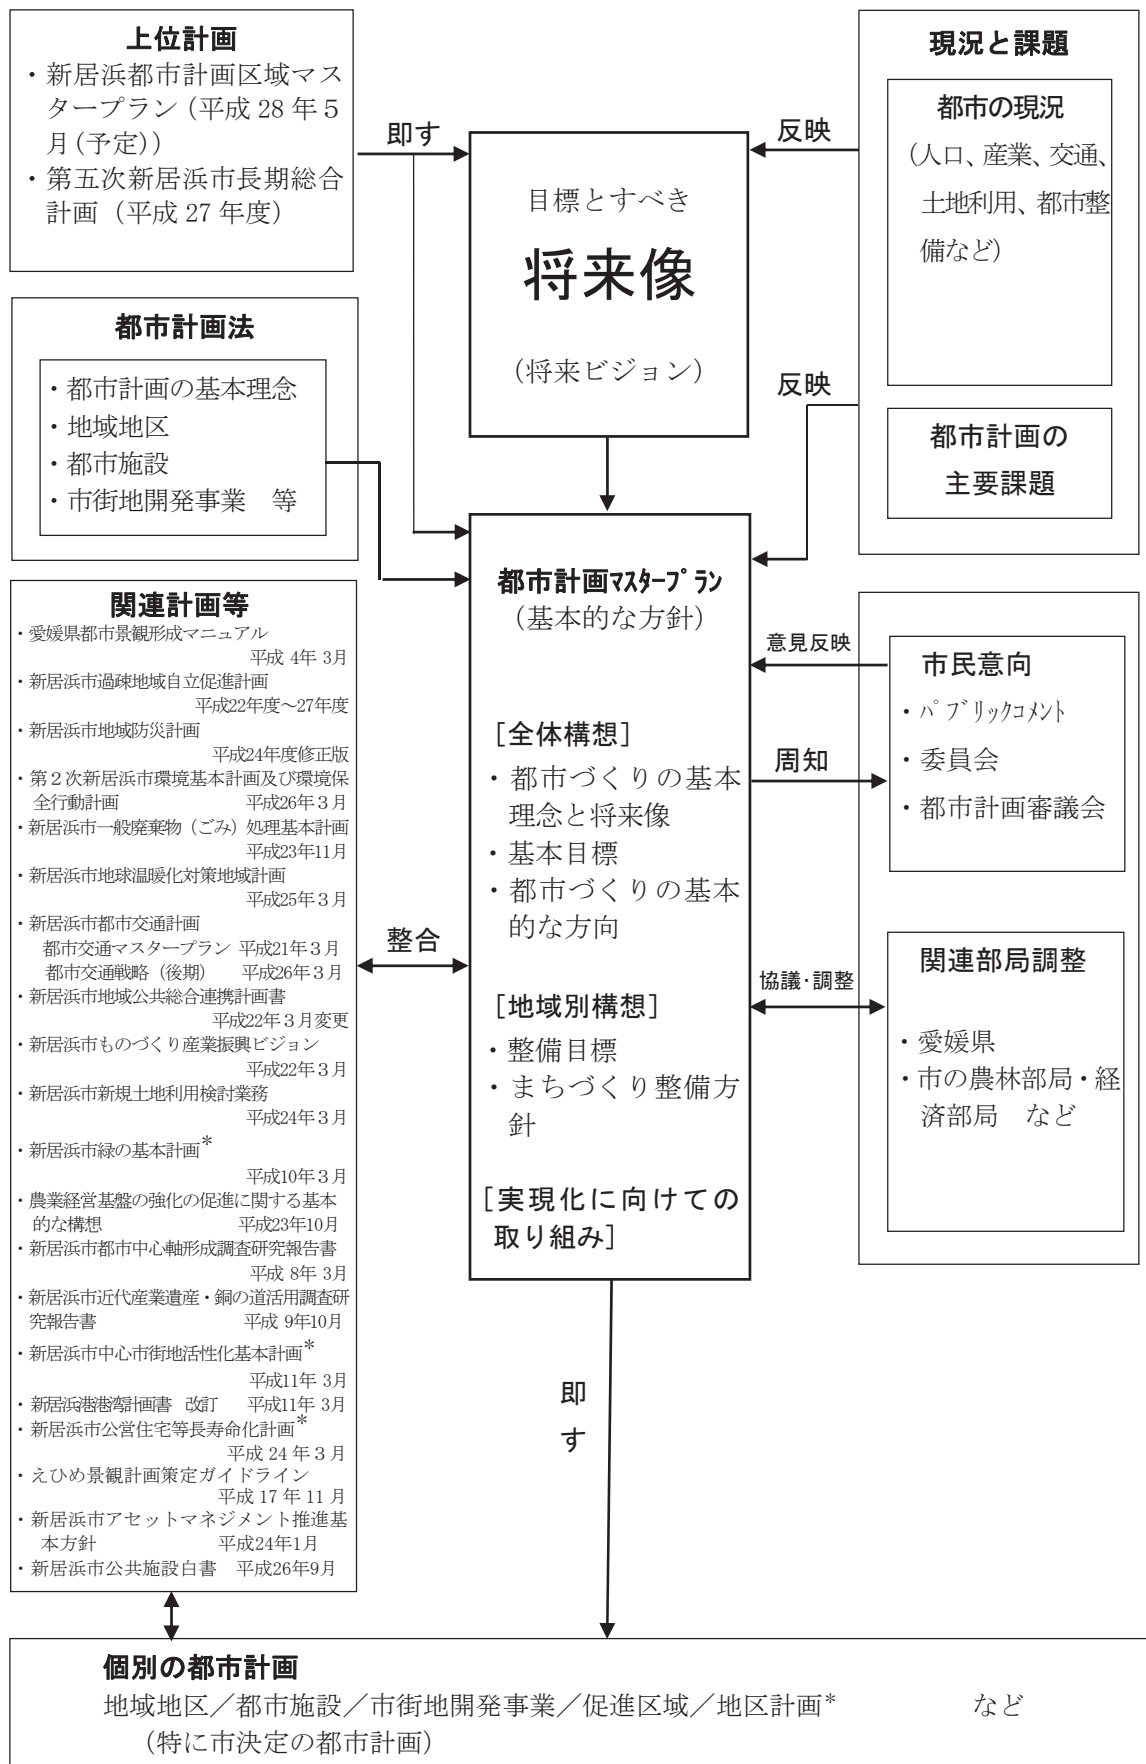 上位計画
・新居浜都市計画区域マス
タープラン（平成 28 年５
月（予定））
・第五次新居浜市長期総合
計画（平成 27 年度）
即す
目標とすべき
将来像
（将来ビジョン）
反映
反映
現況と課題
都市の現況
（人口、産業、交通、
土地利用、都市整
備など）
都市計画の
主要課題
都市計画法
・都市計画の基本理念
・地域地区
・都市施設
・市街地開発事業　等
関連計画等
・愛媛県都市景観形成マニュアル
平成 4年 3月
・新居浜市過疎地域自立促進計画
平成22年度～27年度
・新居浜市地域防災計画
平成24年度修正版
・第２次新居浜市環境基本計画及び環境保
全行動計画　平成26年３月
・新居浜市一般廃棄物（ごみ）処理基本計画
平成23年11月
・新居浜市地球温暖化対策地域計画
平成25年３月
・新居浜市都市交通計画
都市交通マスタープラン 平成21年３月
都市交通戦略（後期）　平成26年３月
・新居浜市地域公共総合連携計画書
平成22年３月変更
・新居浜市ものづくり産業振興ビジョン
平成22年３月
・新居浜市新規土地利用検討業務
平成24年３月
・新居浜市緑の基本計画*
平成10年３月
・農業経営基盤の強化の促進に関する基本
的な構想　平成23年10月
・新居浜市都市中心軸形成調査研究報告書
平成 8年 3月
・新居浜市近代産業遺産・銅の道活用調査研
究報告書　平成 9年10月
・新居浜市中心市街地活性化基本計画*
平成11年 3月
・新居浜港港湾計画書　改訂　平成11年 3月
・新居浜市公営住宅等長寿命化計画*
平成 24 年３月
・えひめ景観計画策定ガイドライン
平成 17 年 11 月
・新居浜市アセットマネジメント推進基
本方針　平成24年1月
・新居浜市公共施設白書　平成26年9月
整合
都市計画ﾏｽﾀｰﾌﾟﾗﾝ
（基本的な方針）
［全体構想］
・都市づくりの基本
理念と将来像
・基本目標
・都市づくりの基本
的な方向
［地域別構想］
・整備目標
・まちづくり整備方
針
［実現化に向けての
取り組み］
意見反映
周知
協議・調整
市民意向
・ﾊﾟﾌﾞﾘｯｸｺﾒﾝﾄ
・委員会
・都市計画審議会
関連部局調整
・愛媛県
・市の農林部局・経
済部局　など
即
す
個別の都市計画
地域地区／都市施設／市街地開発事業／促進区域／地区計画*　など
（特に市決定の都市計画）